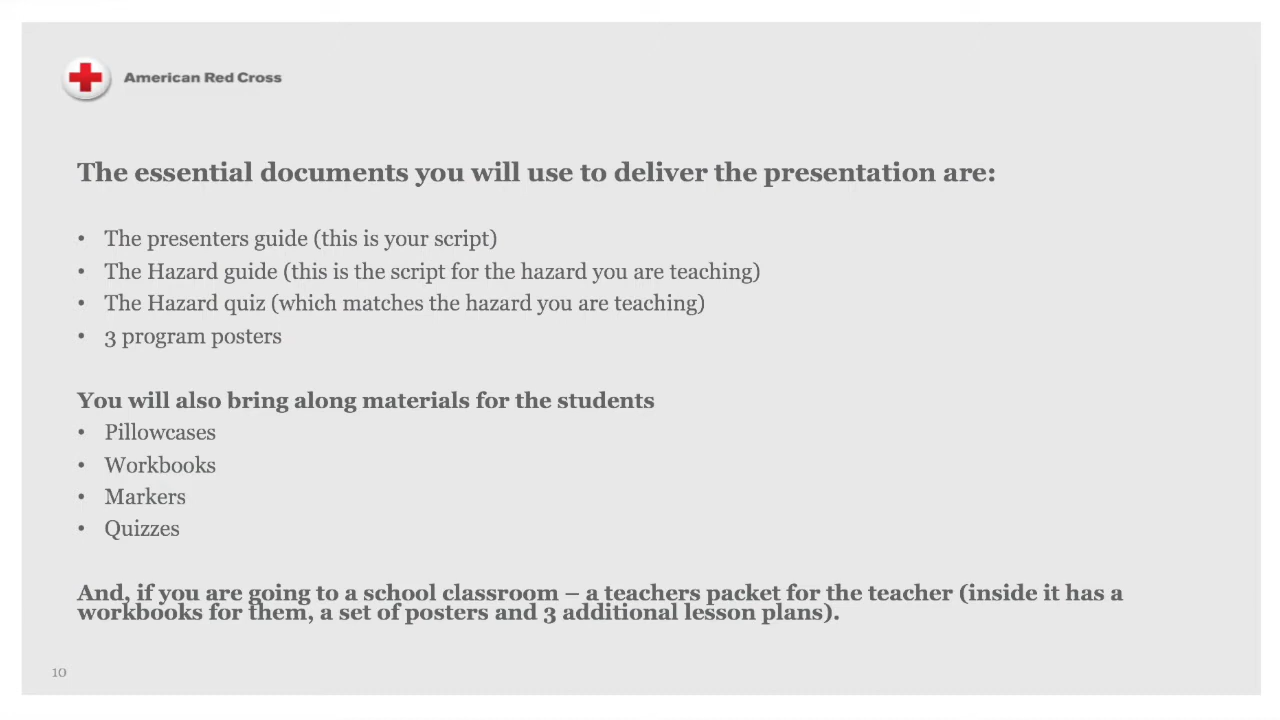 American Red Cross
The essential documents you will use to deliver the presentation are:
• The presenters guide (this is your script)
• The Hazard guide (this is the script for the hazard you are teaching)
• The Hazard quiz (which matches the hazard you are teaching)
• 3 program posters
You will also bring along materials for the students
• Pillowcases
• Workbooks
• Markers
• Quizzes
And, if you are going to a school classroom – a teachers packet for the teacher (inside it has a
workbooks for them, a set of posters and 3 additional lesson plans).
10